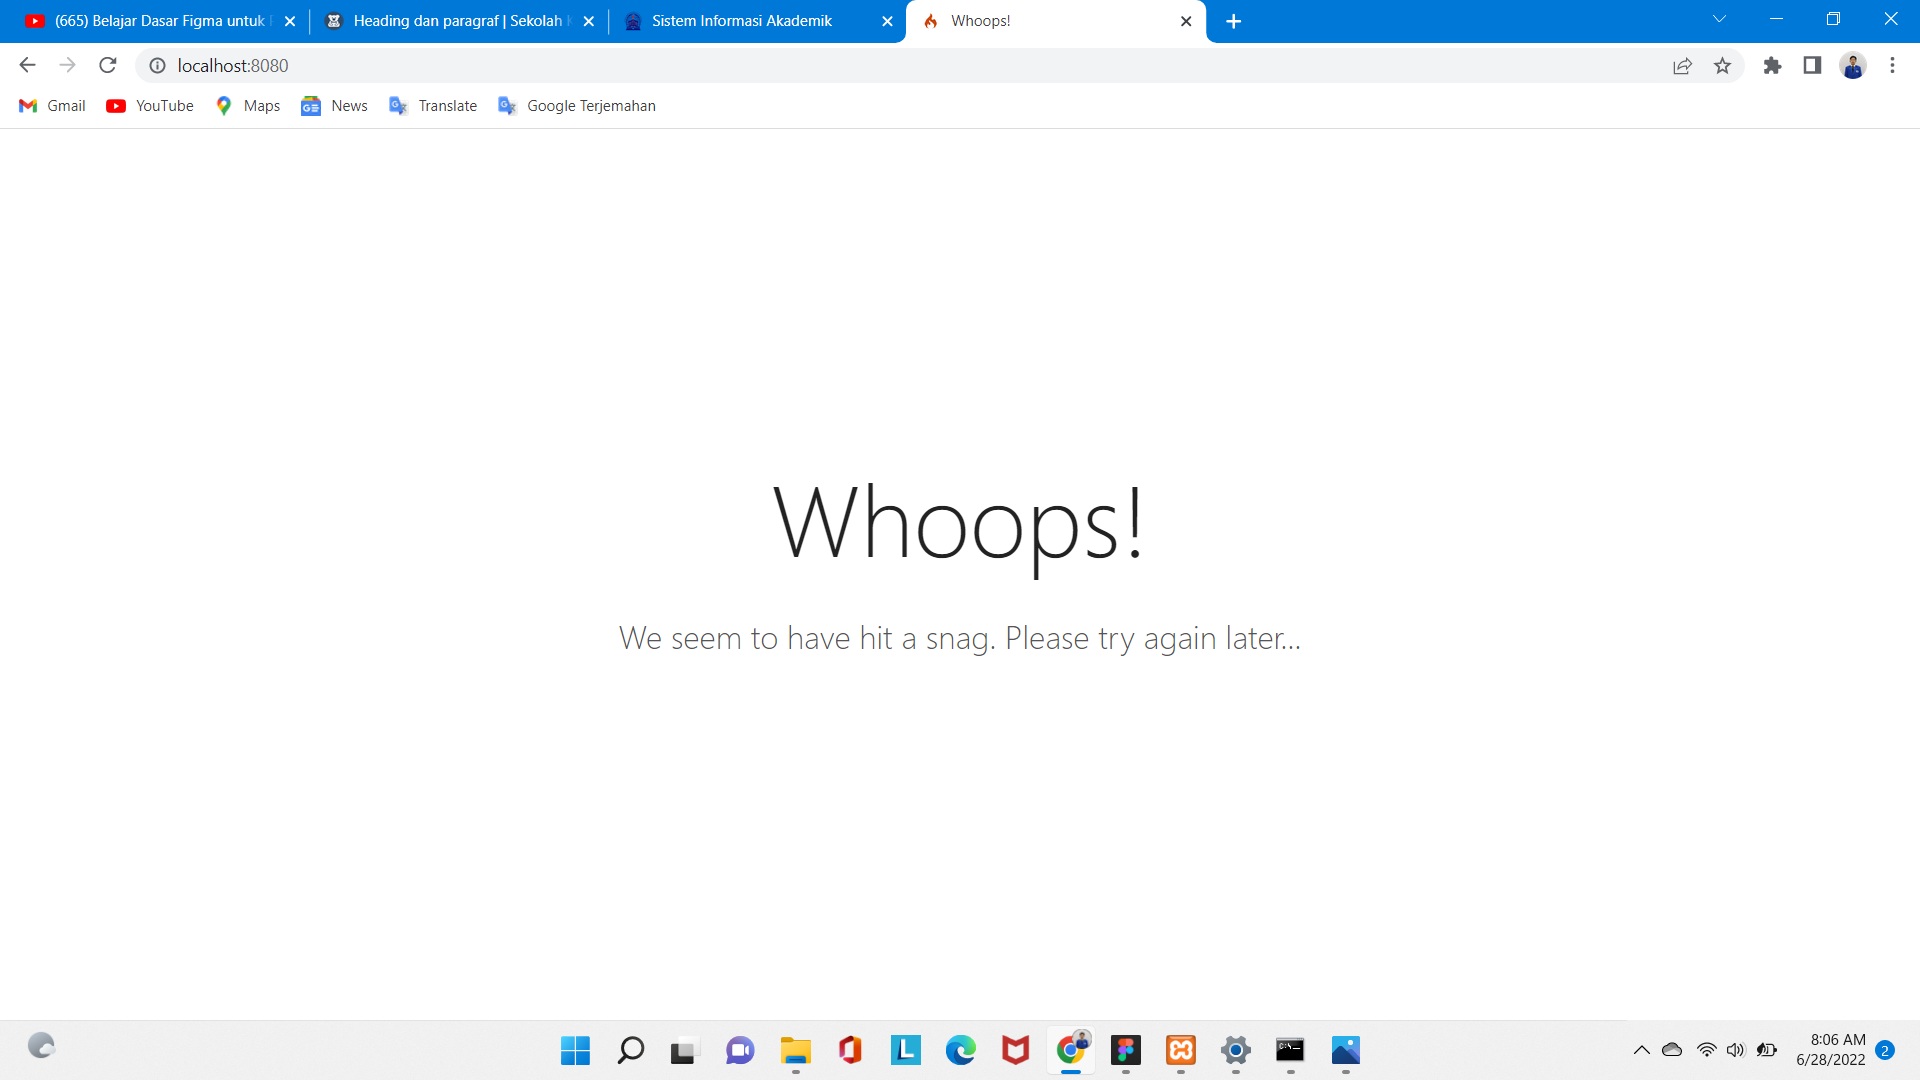 (665) Belajar Dasar Figma untuk
Heading dan paragraf | Sekolah
Sistem Informasi Akademik
Whoops!
localhost:8080
Gmail
YouTube
Maps
News
Translate
Google Terjemahan
Whoops!
We seem to have hit a snag. Please try again later...
8:06 AM
6/28/2022
2